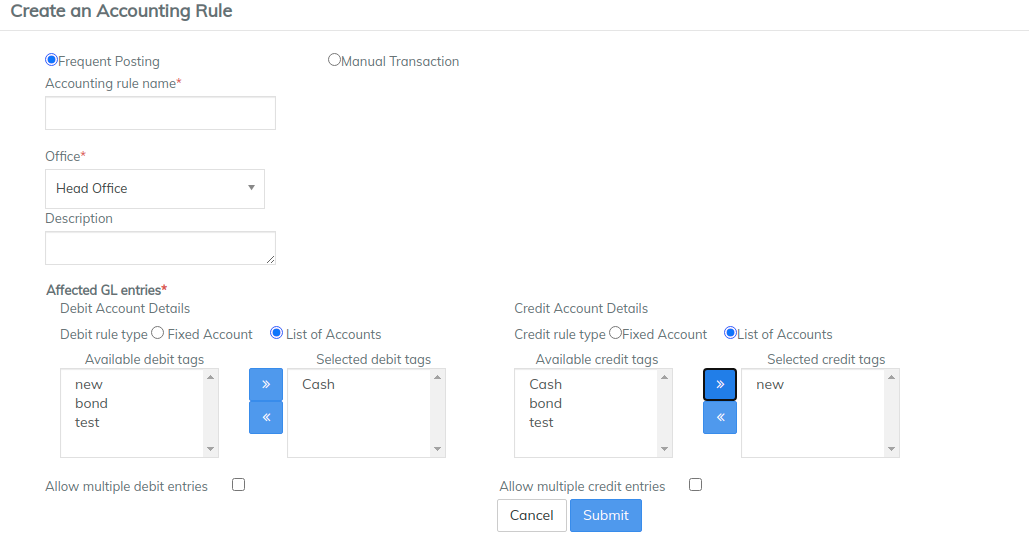 Create an Accounting Rule
Frequent Posting
Manual Transaction
Accounting rule name*
Office*
Head Office
Description
Affected GL entries*
Debit Account Details
Debit rule type Fixed Account List of Accounts
Available debit tags
new
bond
test
»
«
Selected debit tags
Cash
Allow multiple debit entries
Credit Account Details
Credit rule type Fixed Account List of Accounts
Available credit tags
Cash
bond
test
»
«
Selected credit tags
new
Allow multiple credit entries
Cancel
Submit